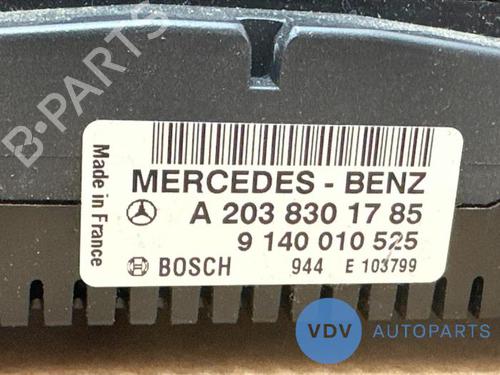 Made in France
MERCEDES - BENZ
A 203 830 17 85
9 140 010 525
BOSCH 944 E 103799
B-PARTS
VDV AUTOPARTS